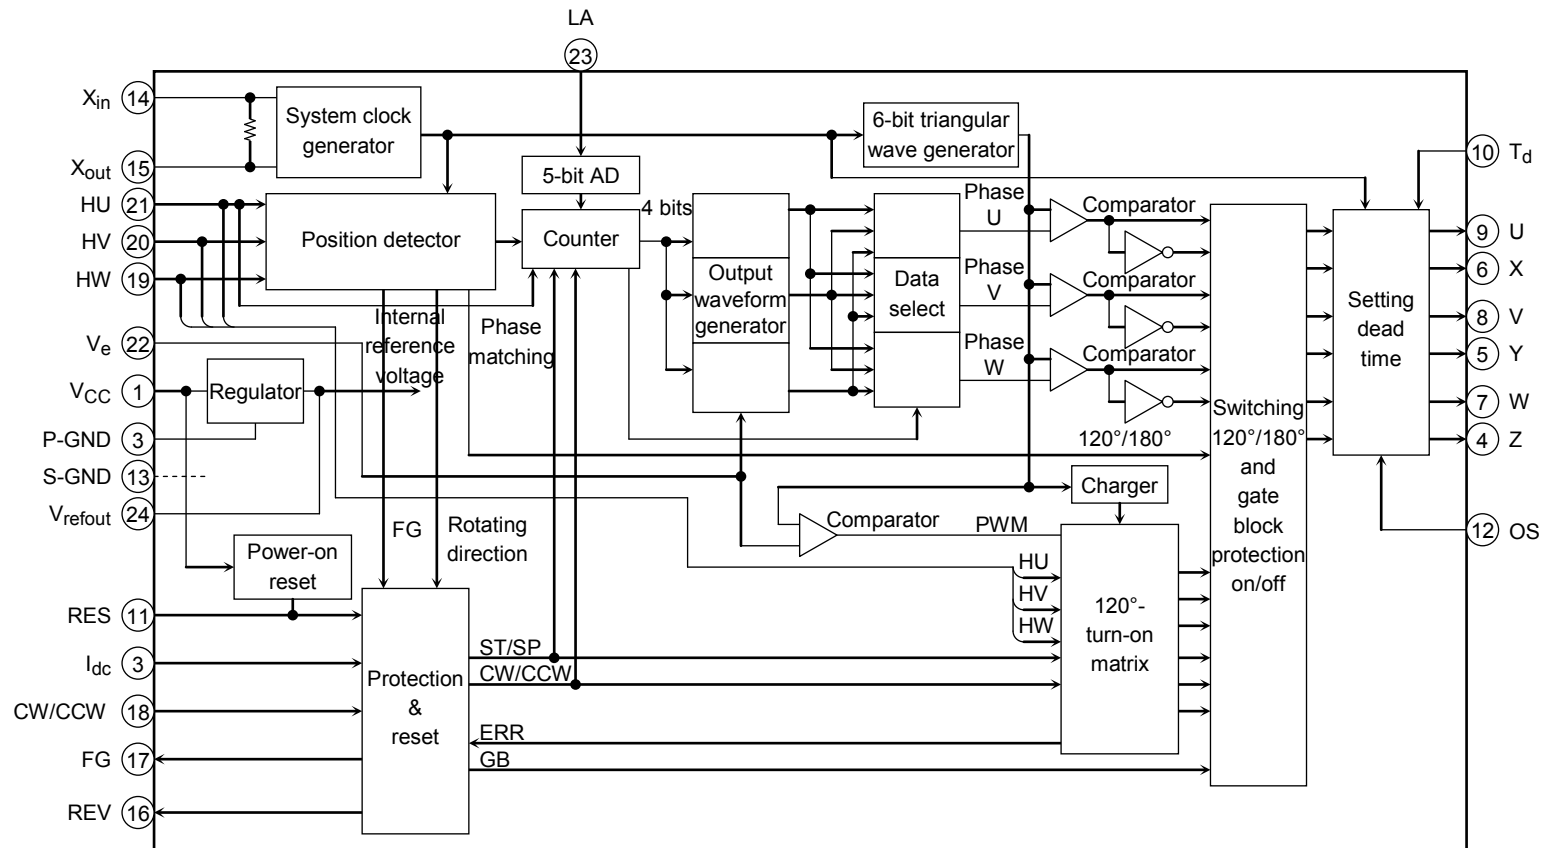 LA
23
Xin
14
System clock
generator
6-bit triangular
wave generator
Xout
15
5-bit AD
10
Td
HU
21
4 bits
Phase
U
Comparator
HV
20
Position detector
Counter
9
U
HW
19
Output
waveform
generator
Data
select
Phase
V
Comparator
6
X
Setting
dead
time
Internal
reference
voltage
Phase
matching
8
V
Ve
22
Phase
W
Comparator
5
Y
VCC
1
Regulator
7
W
P-GND
3
120°/180°
Switching
120°/180°
and
gate
block
protection
on/off
4
Z
S-GND
13
Charger
Vrefout
24
FG
Rotating
direction
Comparator
PWM
12
OS
Power-on
reset
HU
HV
HW
120°-
turn-on
matrix
RES
11
ST/SP
Idc
3
CW/CCW
Protection
&
reset
CW/CCW
18
ERR
FG
17
GB
REV
16